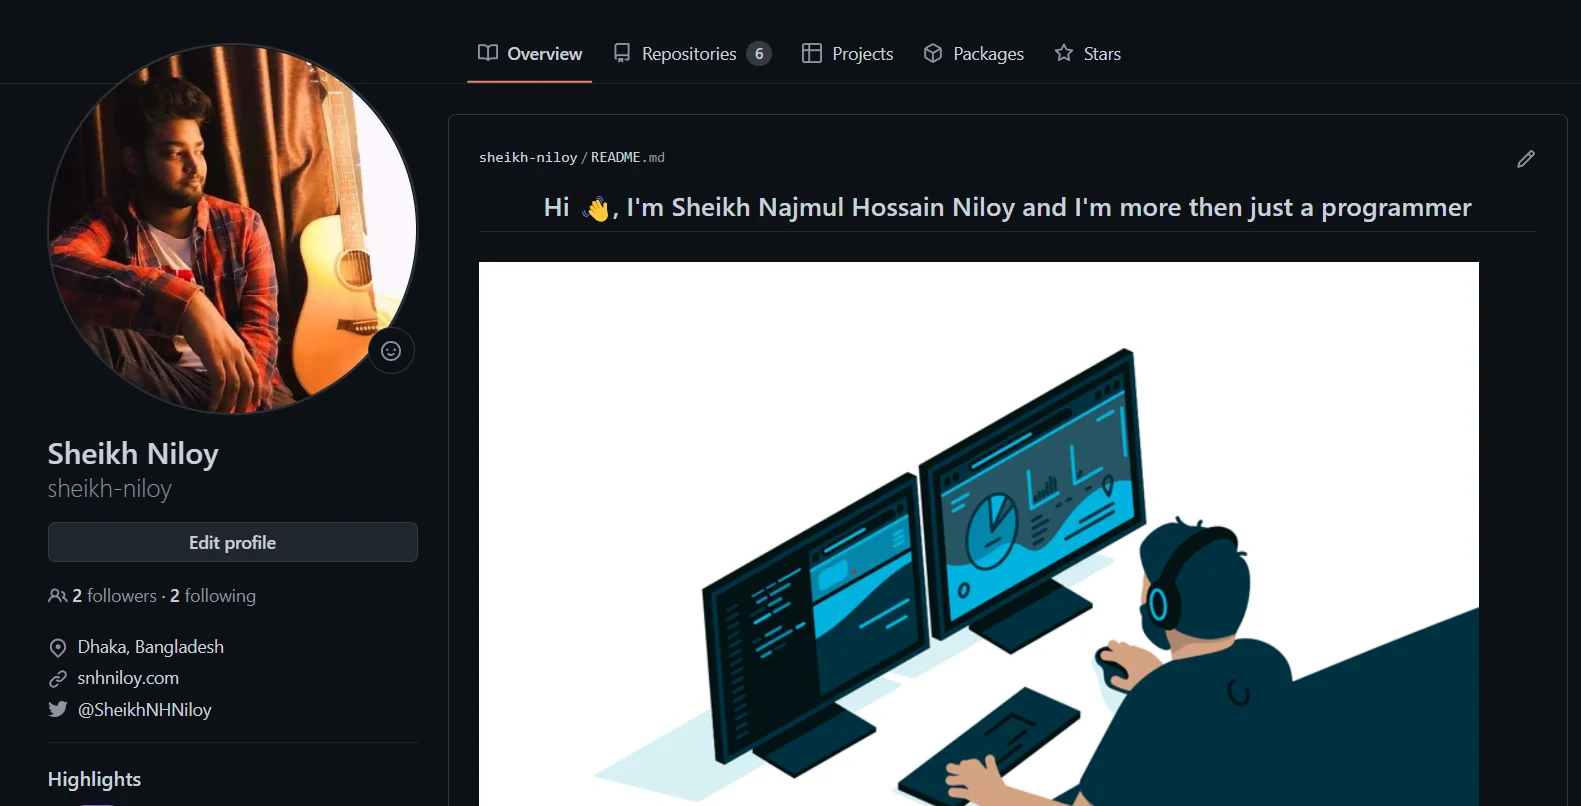 Overview Repositories 6 Projects Packages Stars
sheikh-niloy/README.md
Hi 👋, I'm Sheikh Najmul Hossain Niloy and I'm more then just a programmer
Sheikh Niloy
sheikh-niloy
Edit profile
2 followers · 2 following
Dhaka, Bangladesh
snhniloy.com
@SheikhNHNiloy
Highlights